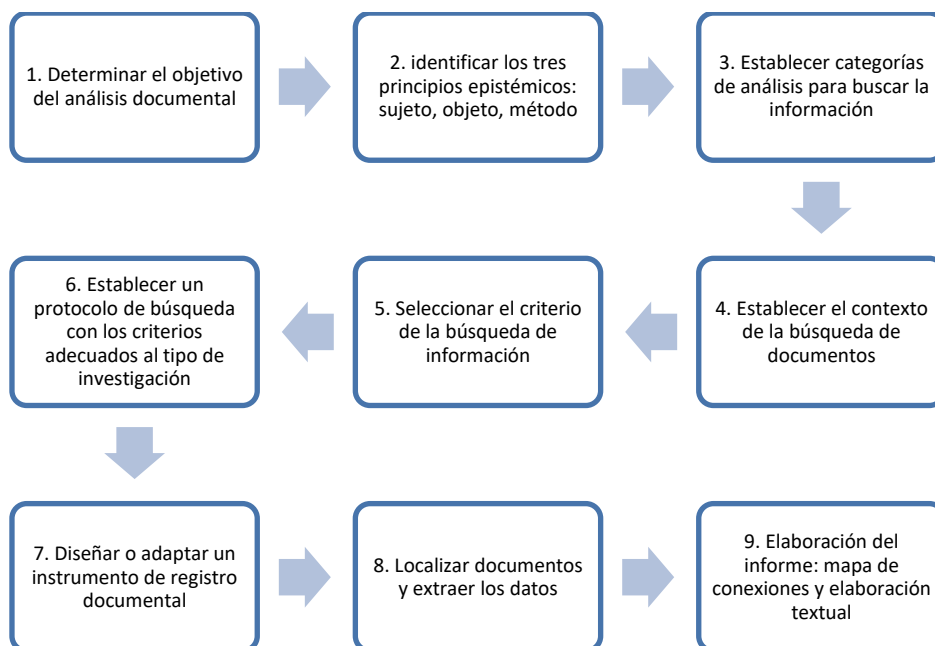 1. Determinar el objetivo
del análisis documental
2. identificar los tres
principios epistémicos:
sujeto, objeto, método
3. Establecer categorías
de análisis para buscar la
información
4. Establecer el contexto
de la búsqueda de
documentos
5. Seleccionar el criterio
de la búsqueda de
información
6. Establecer un
protocolo de búsqueda
con los criterios
adecuados al tipo de
investigación
7. Diseñar o adaptar un
instrumento de registro
documental
8. Localizar documentos
y extraer los datos
9. Elaboración del
informe: mapa de
conexiones y elaboración
textual